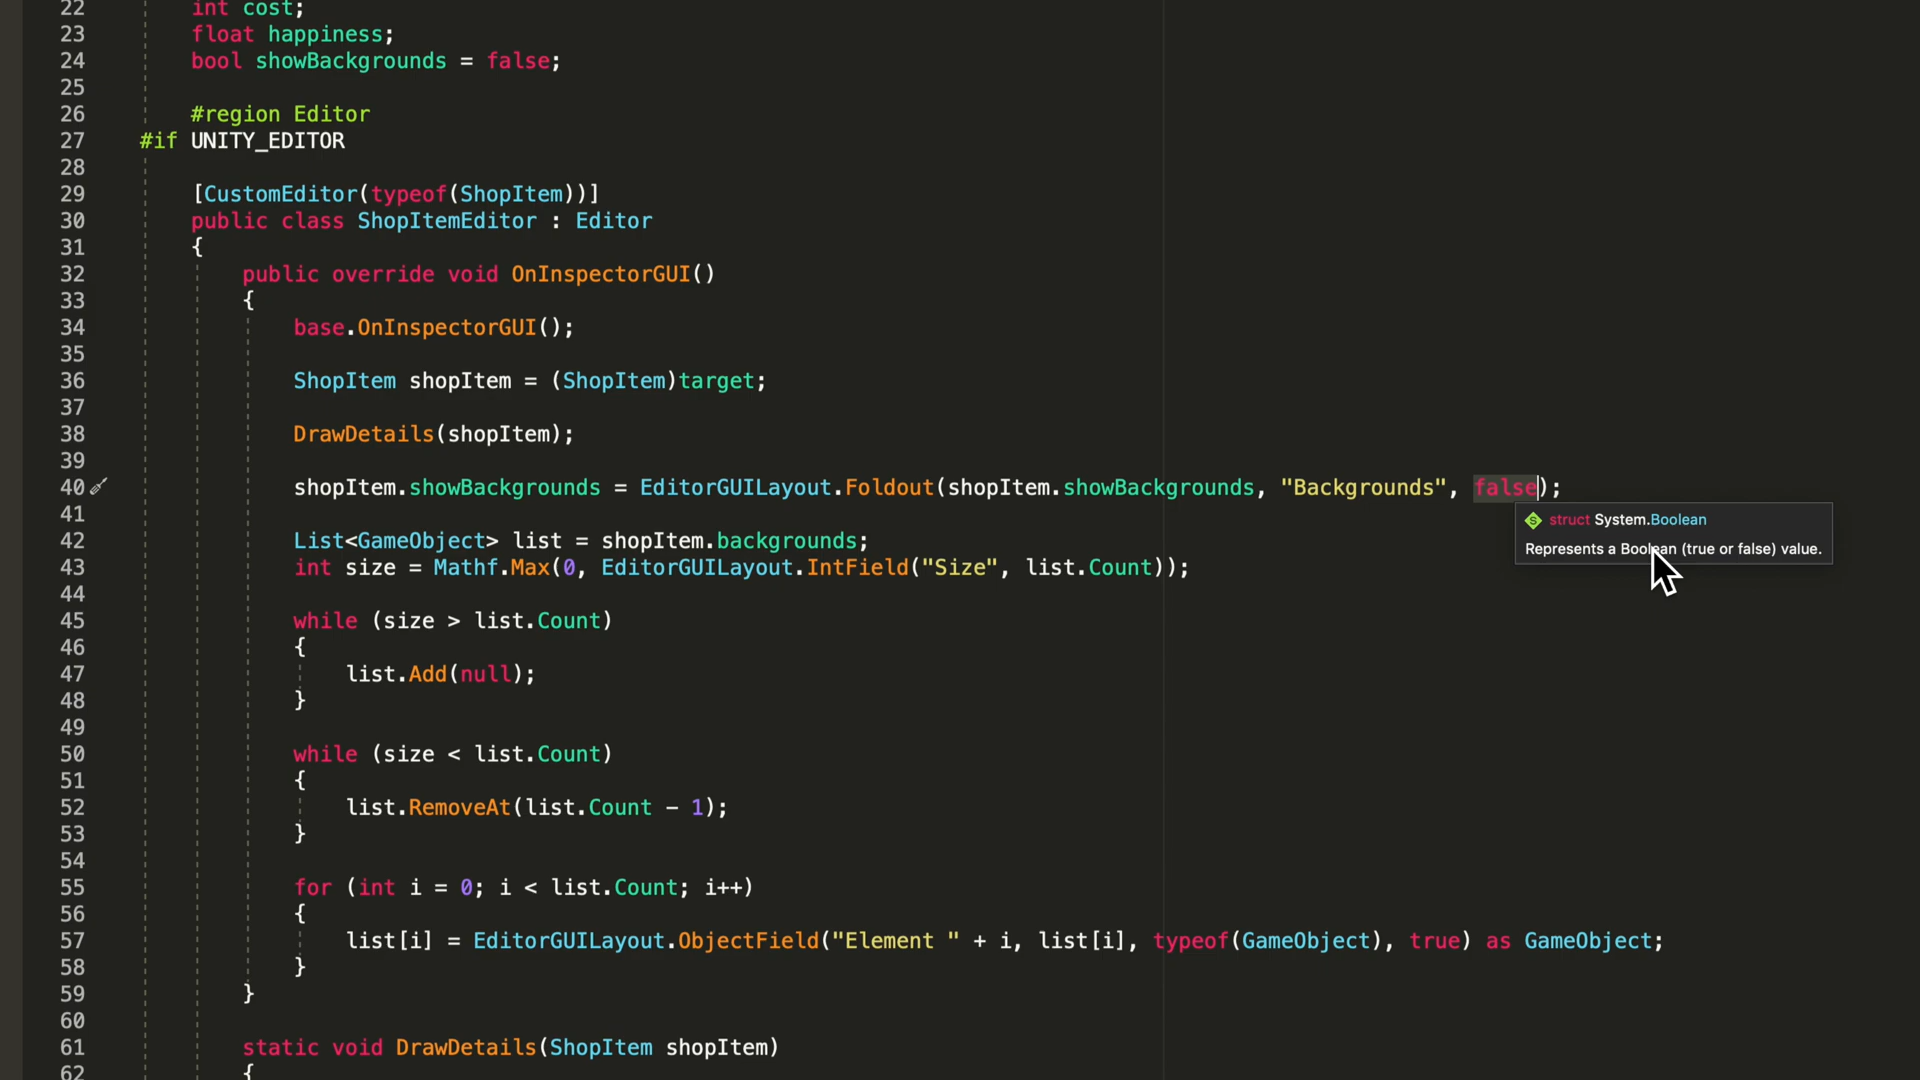 22 int cost;
23 float happiness;
24 bool showBackgrounds = false;
25
26 #region Editor
27 #if UNITY_EDITOR
28
29 [CustomEditor(typeof(ShopItem))]
30 public class ShopItemEditor : Editor
31 {
32 public override void OnInspectorGUI()
33 {
34 base.OnInspectorGUI();
35
36 ShopItem shopItem = (ShopItem)target;
37
38 DrawDetails(shopItem);
39
40 shopItem.showBackgrounds = EditorGUILayout.Foldout(shopItem.showBackgrounds, "Backgrounds", false);
41
struct System.Boolean
Represents a Boolean (true or false) value.
42 List<GameObject> list = shopItem.backgrounds;
43 int size = Mathf.Max(0, EditorGUILayout.IntField("Size", list.Count));
44
45 while (size > list.Count)
46 {
47 list.Add(null);
48 }
49
50 while (size < list.Count)
51 {
52 list.RemoveAt(list.Count - 1);
53 }
54
55 for (int i = 0; i < list.Count; i++)
56 {
57 list[i] = EditorGUILayout.ObjectField("Element " + i, list[i], typeof(GameObject), true) as GameObject;
58 }
59 }
60
61 static void DrawDetails(ShopItem shopItem)
62 {